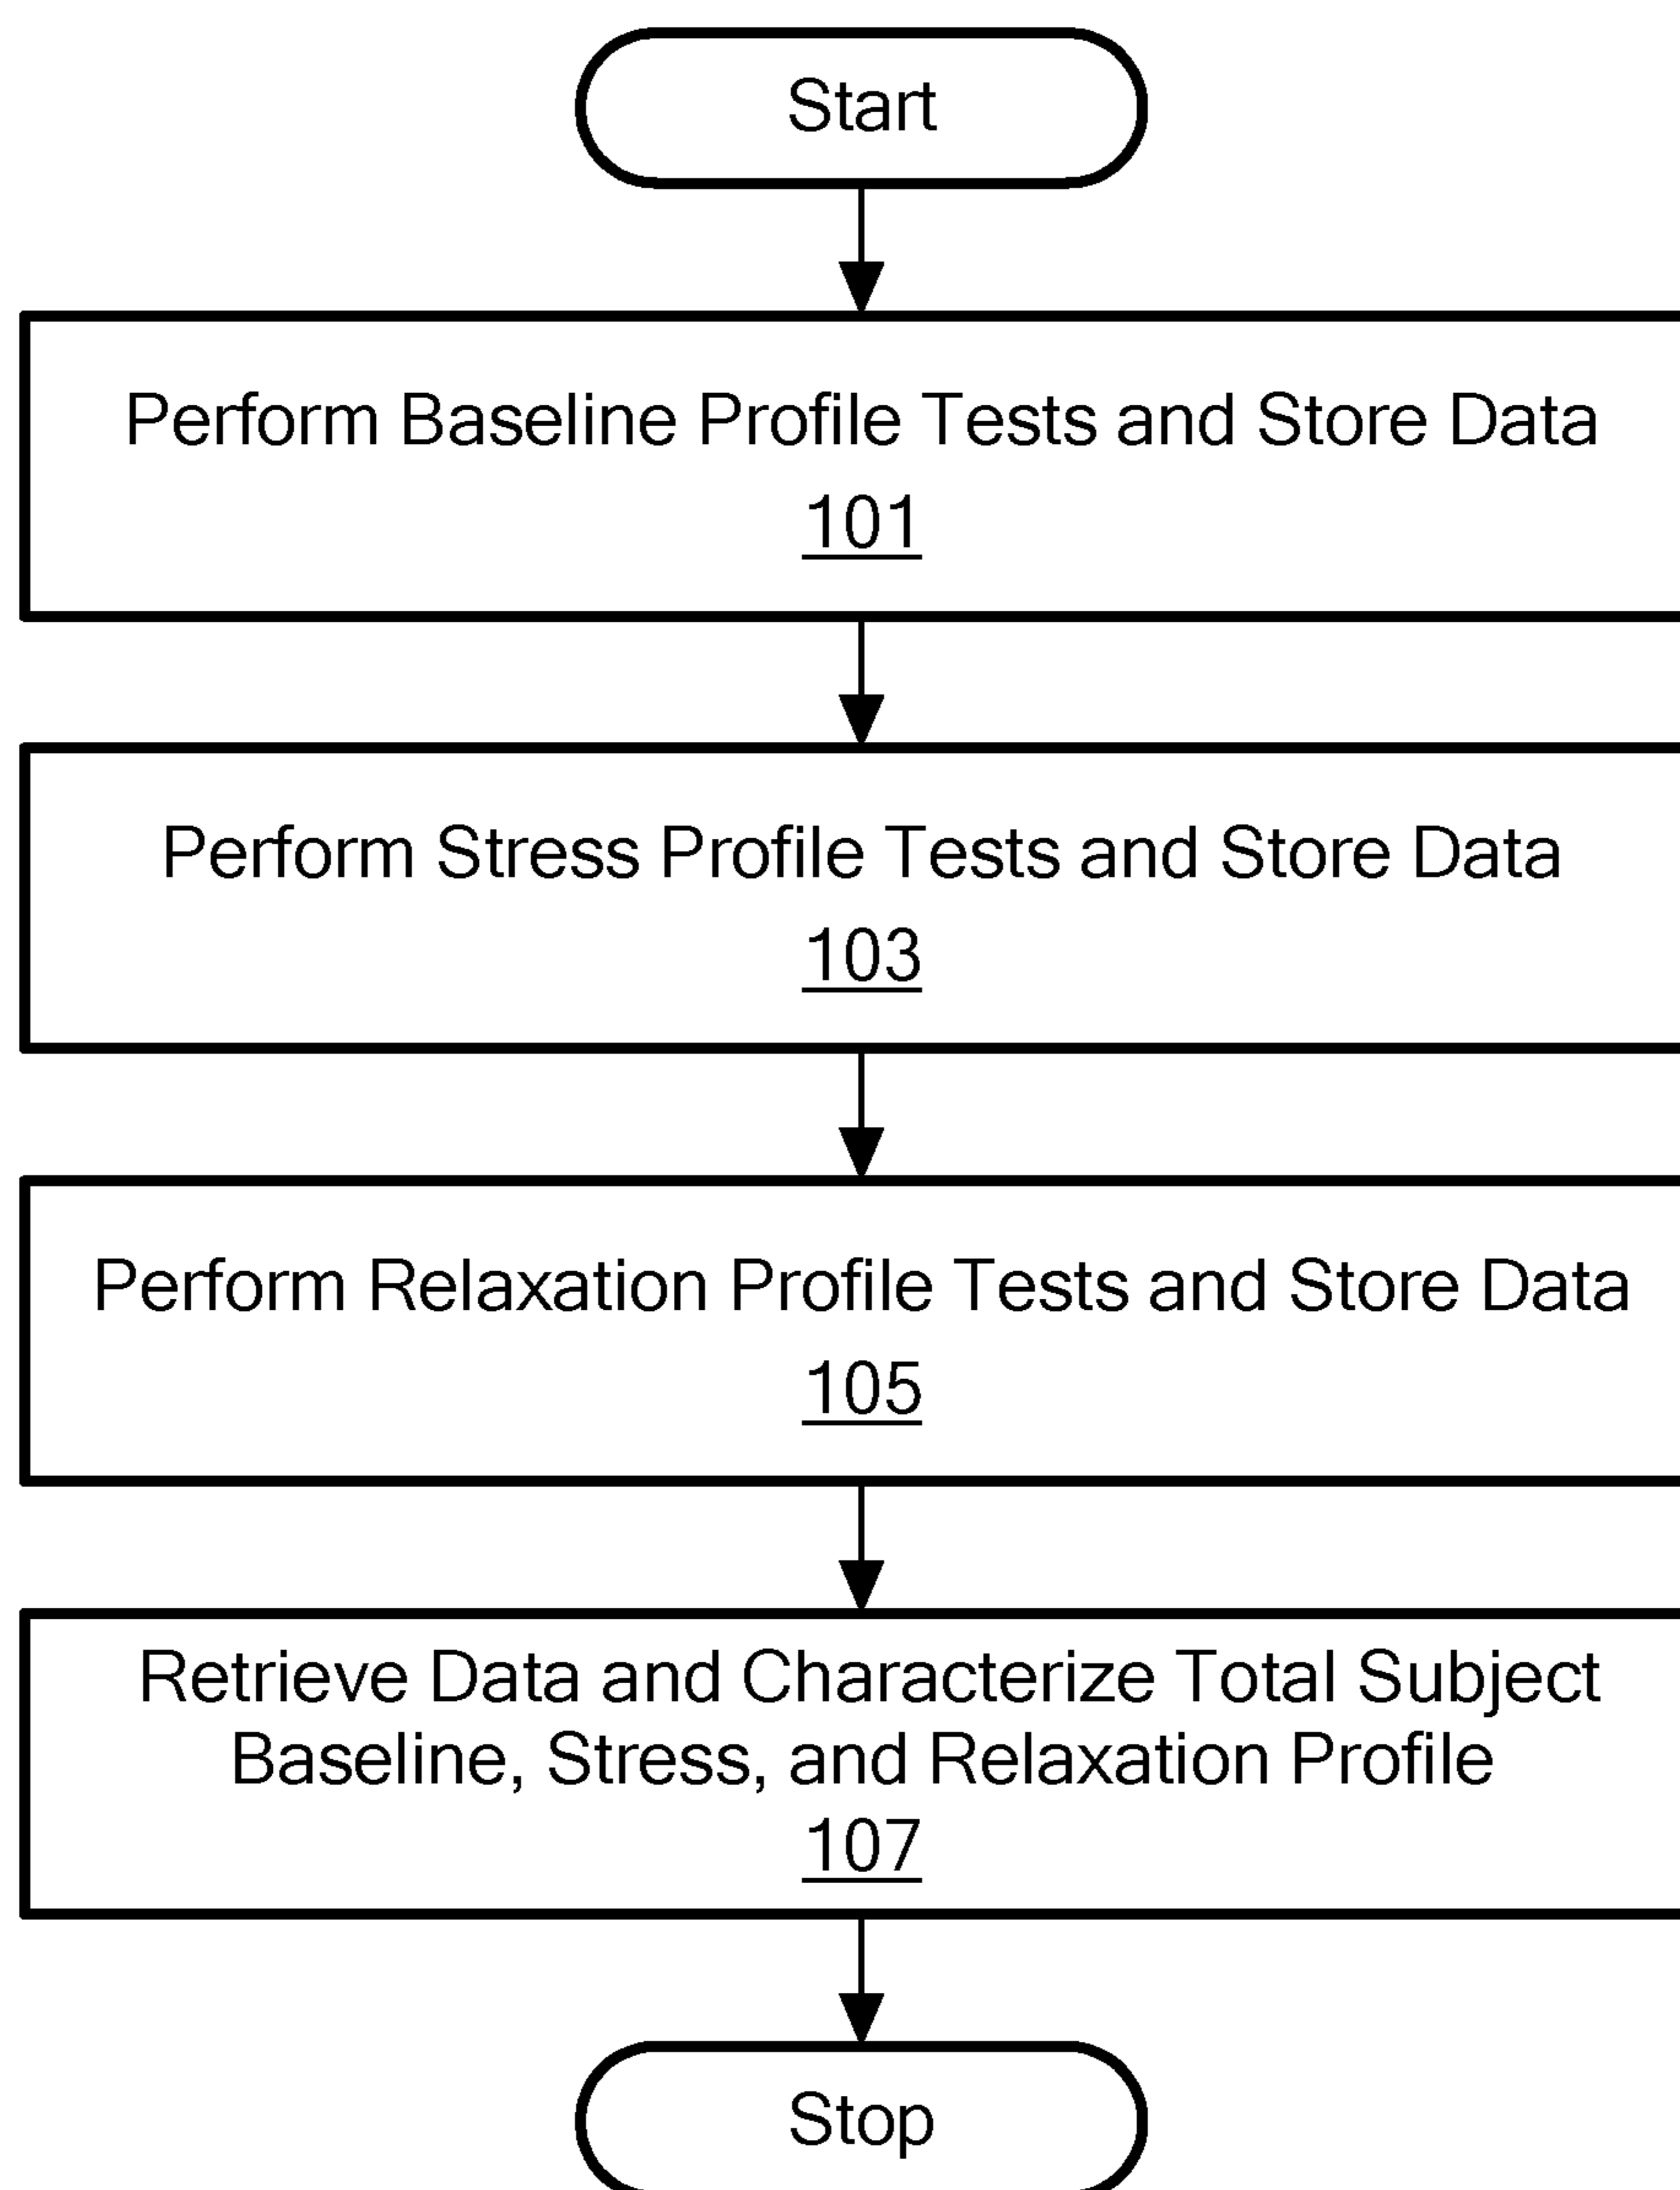 Start
Perform Baseline Profile Tests and Store Data
101
Perform Stress Profile Tests and Store Data
103
Perform Relaxation Profile Tests and Store Data
105
Retrieve Data and Characterize Total Subject
Baseline, Stress, and Relaxation Profile
107
Stop